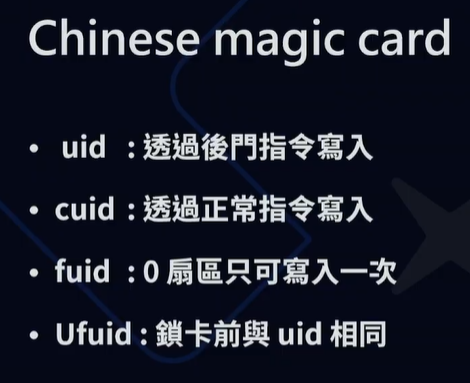 Chinese magic card
• uid : 透過後門指令寫入
• cuid : 透過正常指令寫入
• fuid : 0 扇區只可寫入一次
• Ufuid : 鎖卡前與 uid 相同